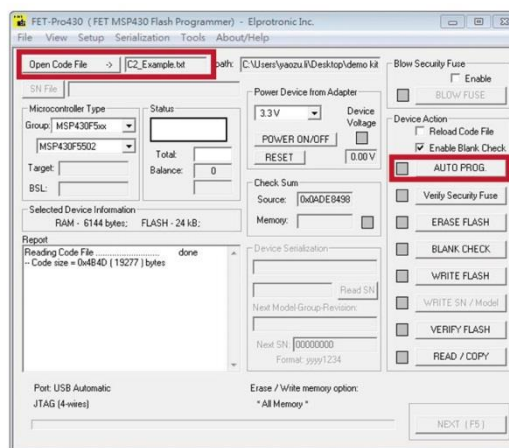 FET-Pro430 ( FET MSP430 Flash Programmer) - Elprotronic Inc.
File View Setup Serialization Tools About/Help
Open Code File -> C2_Example.txt path: C:\Users\yaozu.li\Desktop\demo kit
SN File
Microcontroller Type
Group: MSP430F5xx
MSP430F5502
Target:
BSL:
Status
Total:
Balance: 0
Selected Device Information
RAM - 6144 bytes; FLASH - 24 kB;
Report
Reading Code File ........................ done
-- Code size = 0x4B4D ( 19277 ) bytes
Power Device from Adapter
3.3 V
Device
Voltage
POWER ON/OFF
RESET 0.00 V
Check Sum
Source: 0x0ADE8498
Memory:
Device Serialization
Read SN
Next Model-Group-Revision:
Next SN: 00000000
Format: yyyy1234
Blow
Security Fuse
Enable
BLOW FUSE
Device Action
Reload Code File
Enable Blank Check
AUTO PROG.
Verify Security Fuse
ERASE FLASH
BLANK CHECK
WRITE FLASH
WRITE SN / Model
VERIFY FLASH
READ / COPY
Port: USB Automatic
JTAG (4-wires)
Erase / Write memory option:
* All Memory *
NEXT ( F5 )